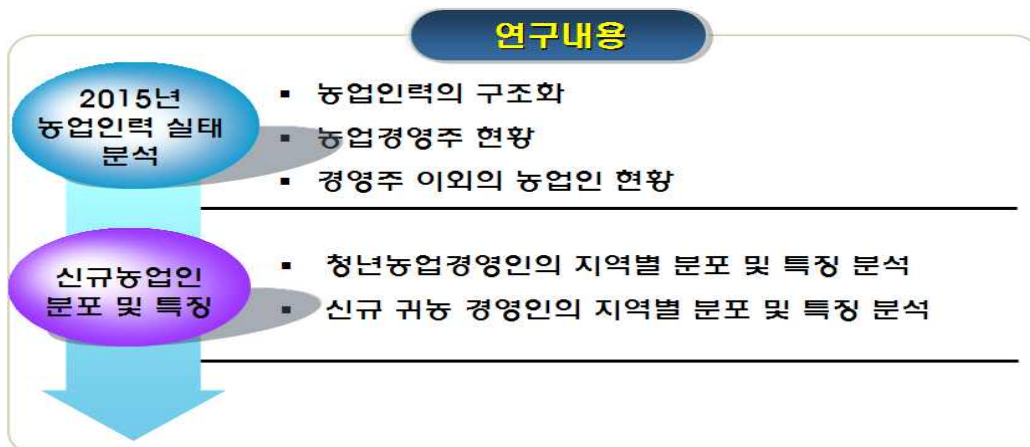 연구내용
2015년
농업인력 실태
분석
▪ 농업인력의 구조화
▪ 농업경영주 현황
▪ 경영주 이외의 농업인 현황
신규농업인
분포 및 특징
▪ 청년농업경영인의 지역별 분포 및 특징 분석
▪ 신규 귀농 경영인의 지역별 분포 및 특징 분석